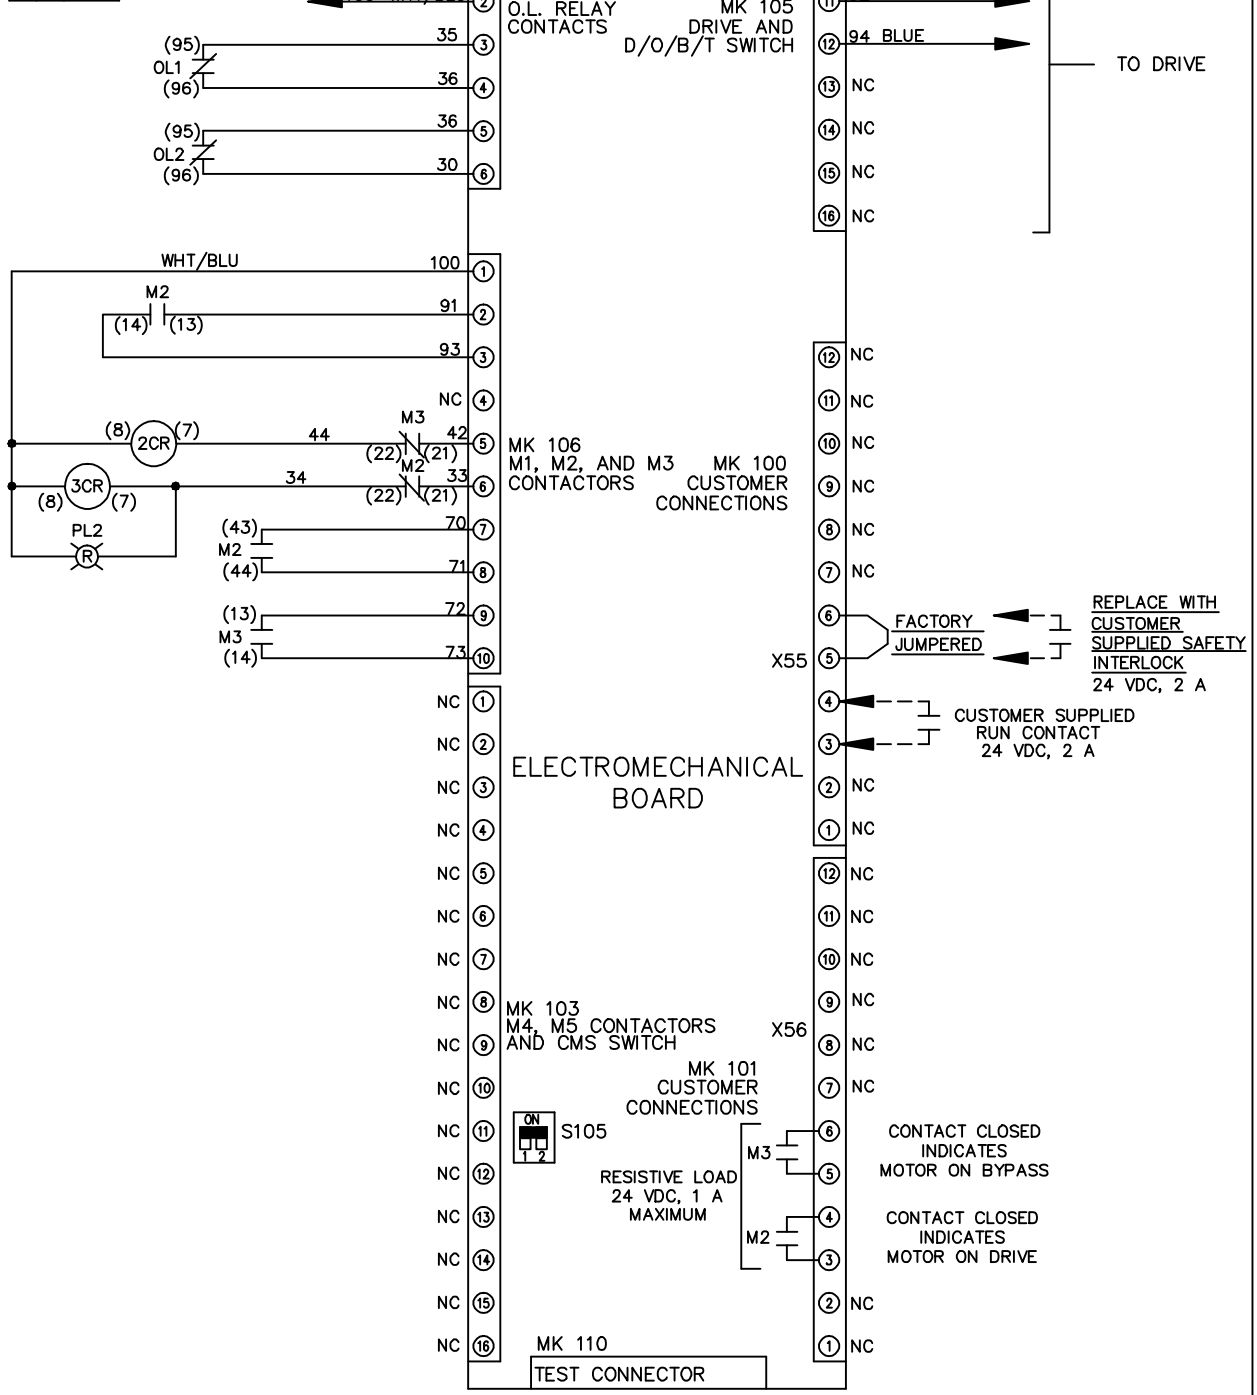 O.L. RELAY
CONTACTS
MK 105
DRIVE AND
D/O/B/T SWITCH
2
3
4
5
6
35
36
36
30
(95)
OL1
(96)
(95)
OL2
(96)
11
12
94 BLUE
13 NC
14 NC
15 NC
16 NC
TO DRIVE
WHT/BLU
100 1
M2
(14) (13)
91 2
93 3
NC 4
(8) 2CR (7)
44
M3
(22) (21)
42 5
(8) 3CR (7)
34
M2
(22) (21)
33 6
PL2
R
(43)
M2
(44)
70 7
71 8
(13)
M3
(14)
72 9
73 10
MK 106
M1, M2, AND M3
CONTACTORS
MK 100
CUSTOMER
CONNECTIONS
12 NC
11 NC
10 NC
9 NC
8 NC
7 NC
6
X55 5
FACTORY
JUMPERED
REPLACE WITH
CUSTOMER
SUPPLIED SAFETY
INTERLOCK
24 VDC, 2 A
4
3
CUSTOMER SUPPLIED
RUN CONTACT
24 VDC, 2 A
2 NC
1 NC
ELECTROMECHANICAL
BOARD
NC 1
NC 2
NC 3
NC 4
NC 5
NC 6
NC 7
NC 8
NC 9
NC 10
NC 11
NC 12
NC 13
NC 14
NC 15
NC 16
MK 103
M4, M5 CONTACTORS
AND CMS SWITCH
ON
1 2
S105
12 NC
11 NC
10 NC
9 NC
X56
8 NC
7 NC
MK 101
CUSTOMER
CONNECTIONS
RESISTIVE LOAD
24 VDC, 1 A
MAXIMUM
M3
6
5
CONTACT CLOSED
INDICATES
MOTOR ON BYPASS
M2
4
3
CONTACT CLOSED
INDICATES
MOTOR ON DRIVE
2 NC
1 NC
MK 110
TEST CONNECTOR